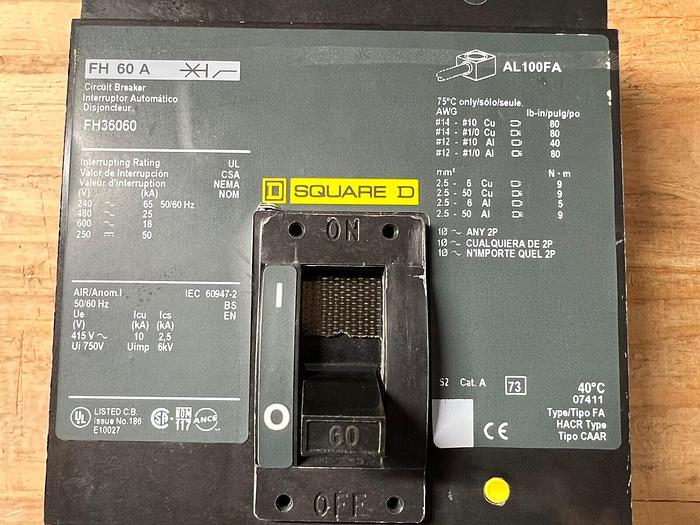 FH 60 A
Circuit Breaker
Interruptor Automático
Disjoncteur
FH36060
Interrupting Rating UL
Valor de Interrupción CSA
Valeur d'interruption NEMA
(V) (kA) NOM
240 ~ 65 50/60 Hz
480 ~ 25
600 ~ 18
250 ⎓ 50
AIR/Anom.I IEC 60947-2
50/60 Hz BS
Ue Icu Ics EN
(V) (kA) (kA)
415 V ~ 10 2,5
Ui 750V Uimp 6kV
UL LISTED C.B.
Issue No.186
E10027
SA NOM 117 ANCE
SQUARE D
ON
I
O
60
OFF
AL100FA
75°C only/sólo/seule.
AWG lb-in/pulg/po
#14 - #10 Cu 80
#14 - #1/0 Cu 80
#12 - #10 Al 40
#12 - #1/0 Al 80
mm² N·m
2.5 - 6 Cu 9
2.5 - 50 Cu 9
2.5 - 6 Al 5
2.5 - 50 Al 9
1Ø ~ ANY 2P
1Ø ~ CUALQUIERA DE 2P
1Ø ~ N'IMPORTE QUEL 2P
S2 Cat. A 73 40°C
07411
Type/Tipo FA
HACR Type
Tipo CAAR
CE